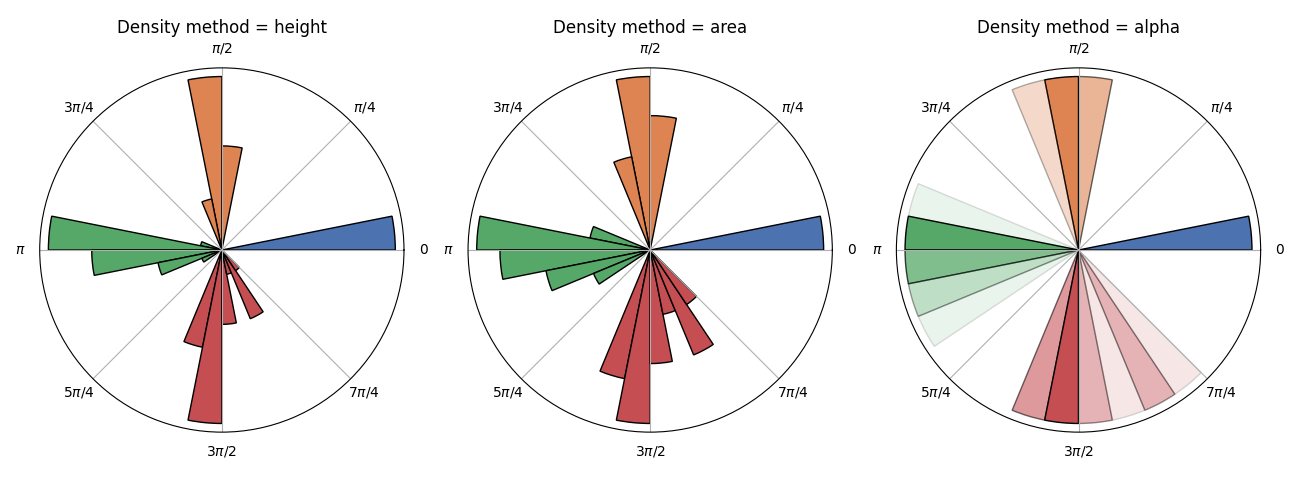 Density method = height
π/2
3π/4
π/4
π
0
5π/4
7π/4
3π/2
Density method = area
π/2
3π/4
π/4
π
0
5π/4
7π/4
3π/2
Density method = alpha
π/2
3π/4
π/4
π
0
5π/4
7π/4
3π/2